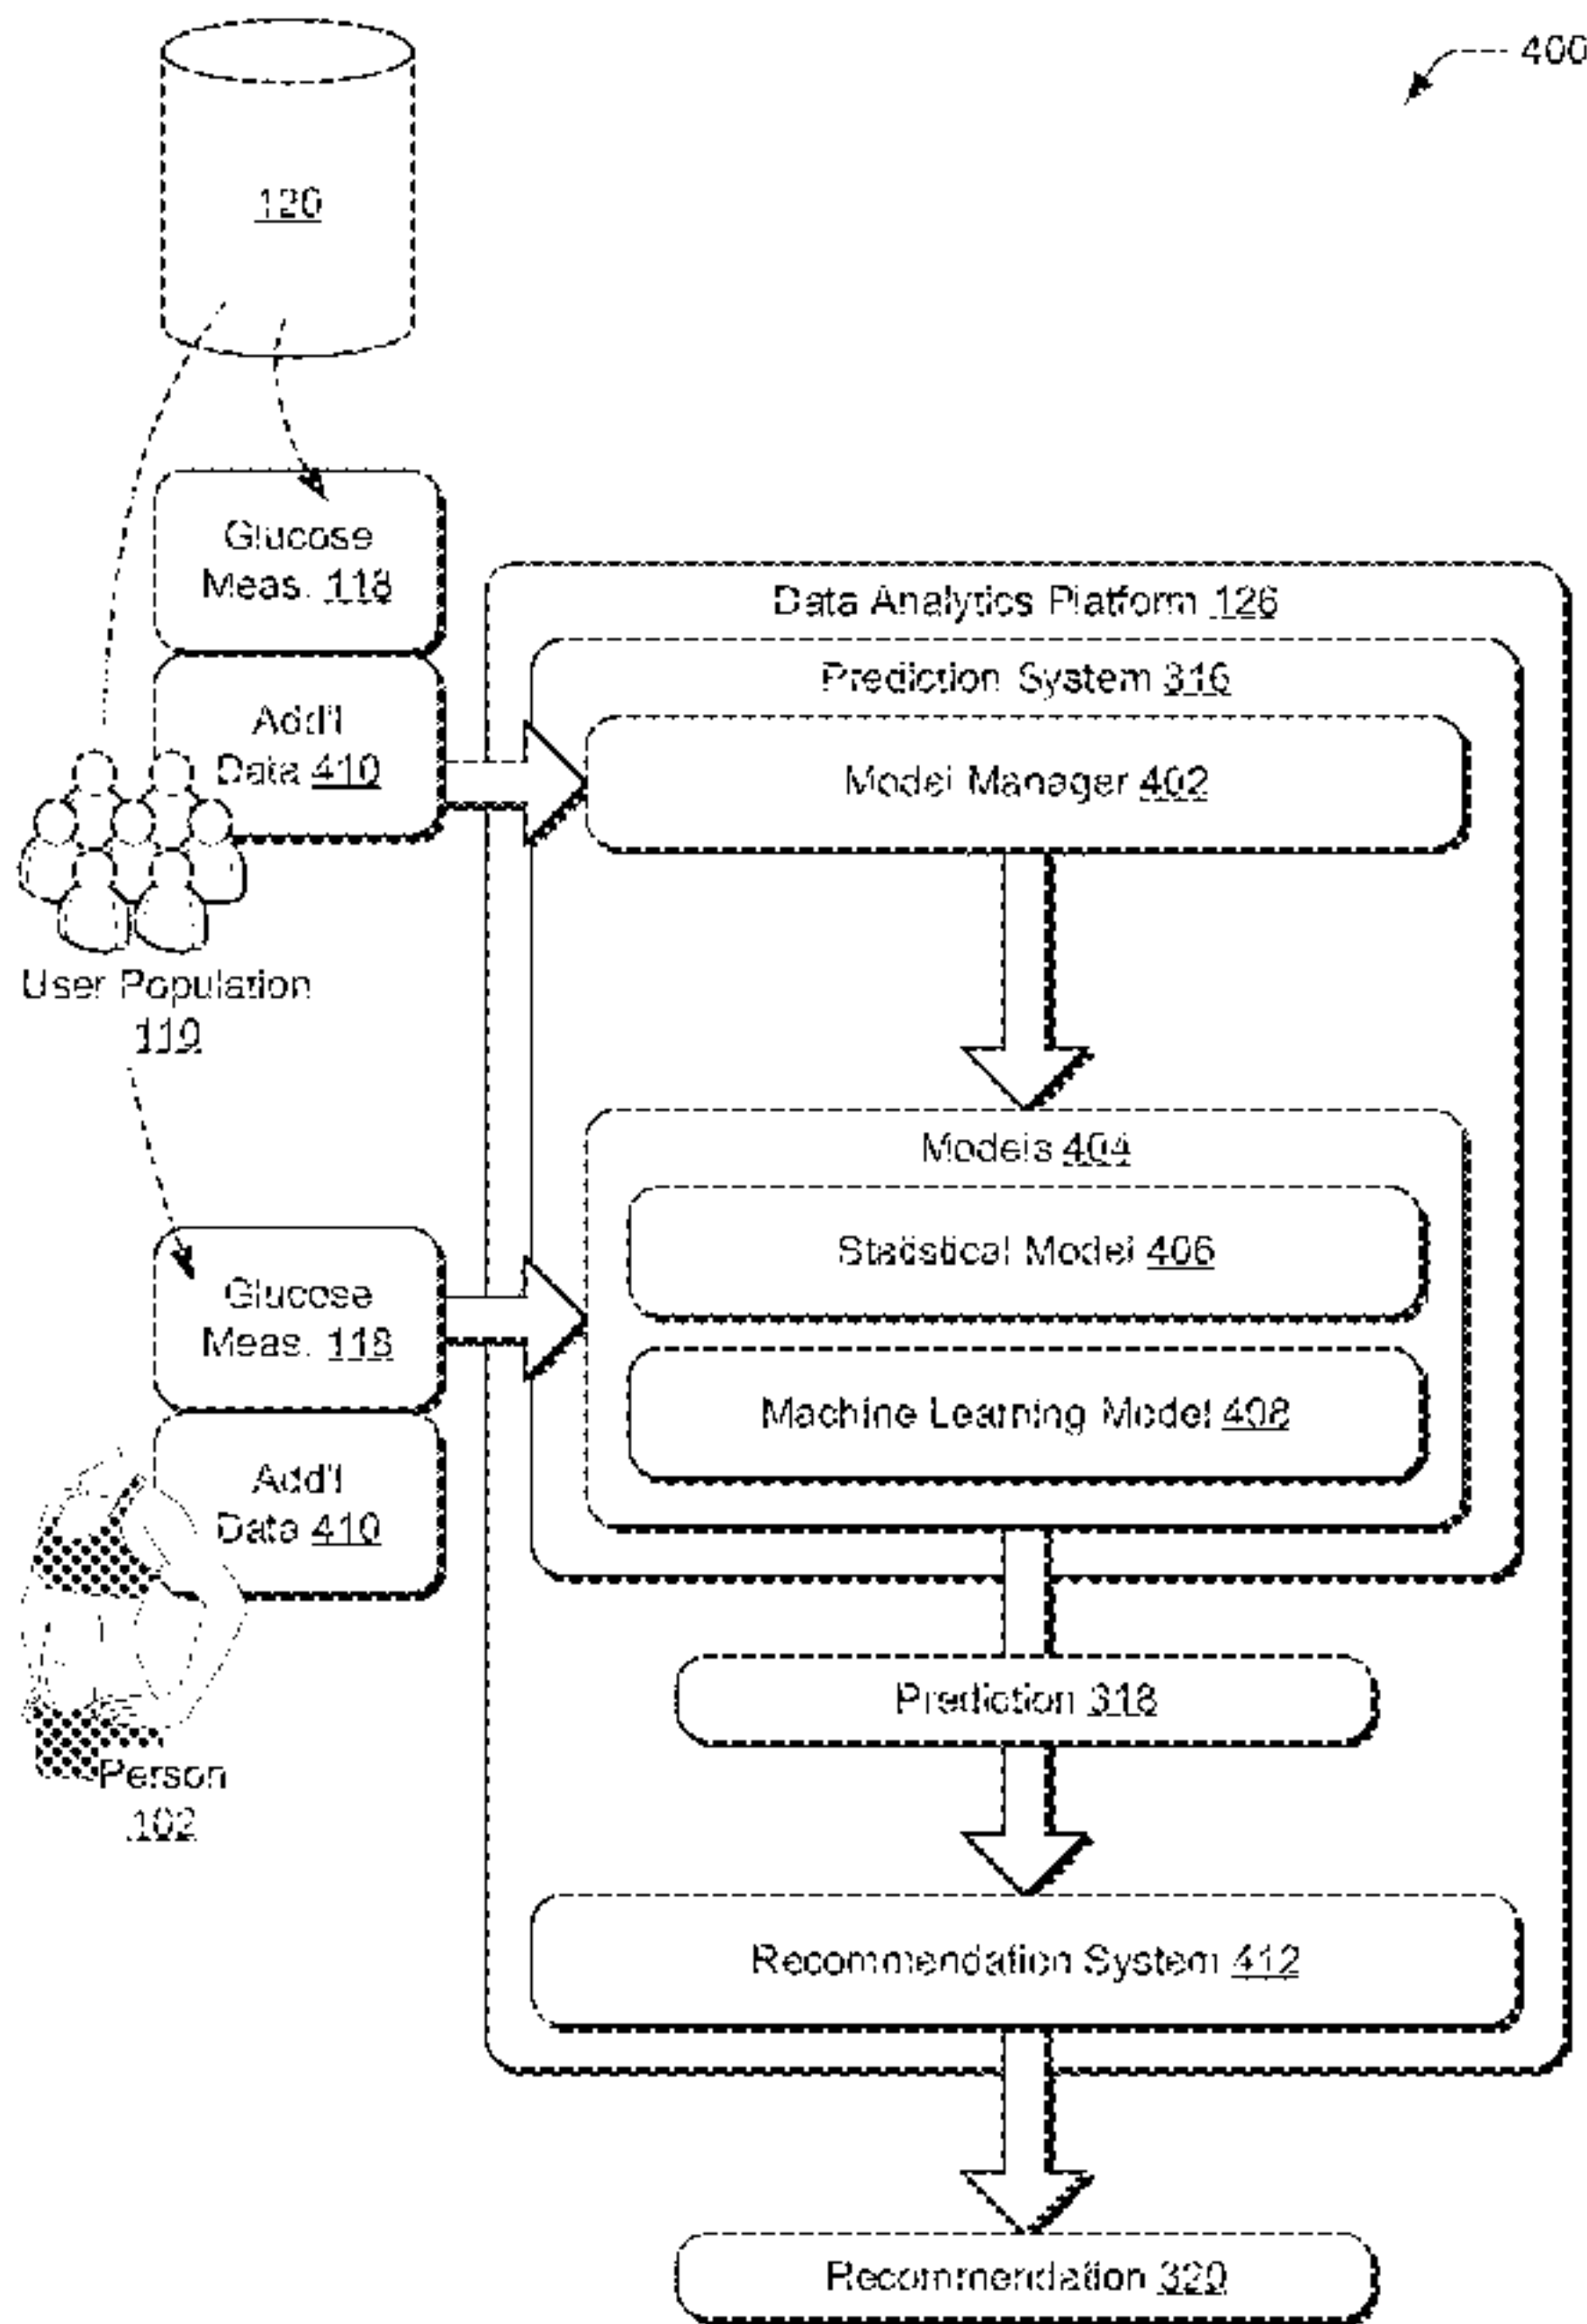 400
120
Glucose
Meas. 118
Add'l
Data 410
User Population
110
Data Analytics Platform 126
Prediction System 316
Model Manager 402
Models 404
Statistical Model 406
Machine Learning Model 408
Glucose
Meas. 118
Add'l
Data 410
Person
102
Prediction 318
Recommendation System 412
Recommendation 320